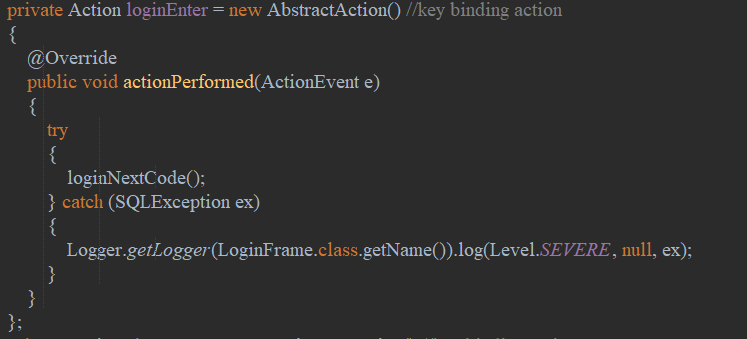 private Action loginEnter = new AbstractAction() //key binding action
{
@Override
public void actionPerformed(ActionEvent e)
{
try
{
loginNextCode();
} catch (SQLException ex)
{
Logger.getLogger(LoginFrame.class.getName()).log(Level.SEVERE, null, ex);
}
}
};